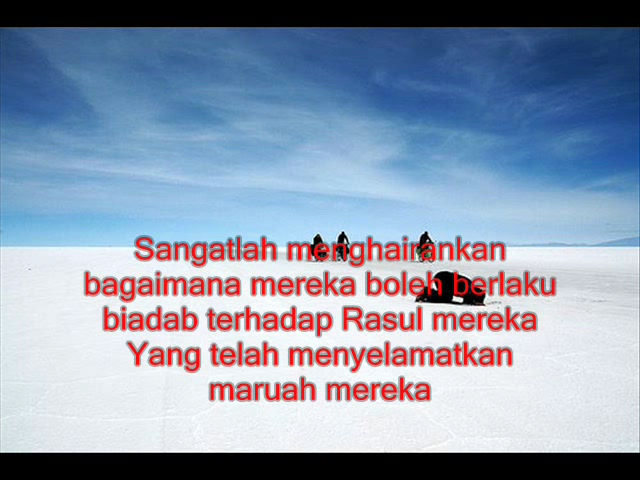 Sangatlah menghairankan
bagaimana mereka boleh berlaku
biadab terhadap Rasul mereka
Yang telah menyelamatkan
maruah mereka